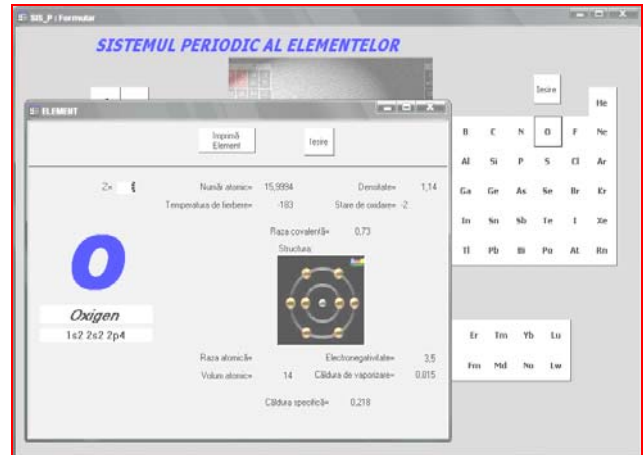 SIS_P : Formular
SISTEMUL PERIODIC AL ELEMENTELOR
Iesire
He
B C N O F Ne
Al Si P S Cl Ar
Ga Ge As Se Br Kr
In Sn Sb Te I Xe
Tl Pb Bi Po At Rn
Er Tm Yb Lu
Fm Md No Lw
ELEMENT
Imprimă
Element
Iesire
Z=
Număr atomic= 15,9994 Densitate= 1,14
Temperatura de fierbere= -183 Stare de oxidare= -2
Raza covalentă= 0,73
Structura:
O
Oxigen
1s2 2s2 2p4
Raza atomică= Electronegativitate= 3,5
Volum atomic= 14 Căldura de vaporizare= 0,815
Căldura specifică= 0,218